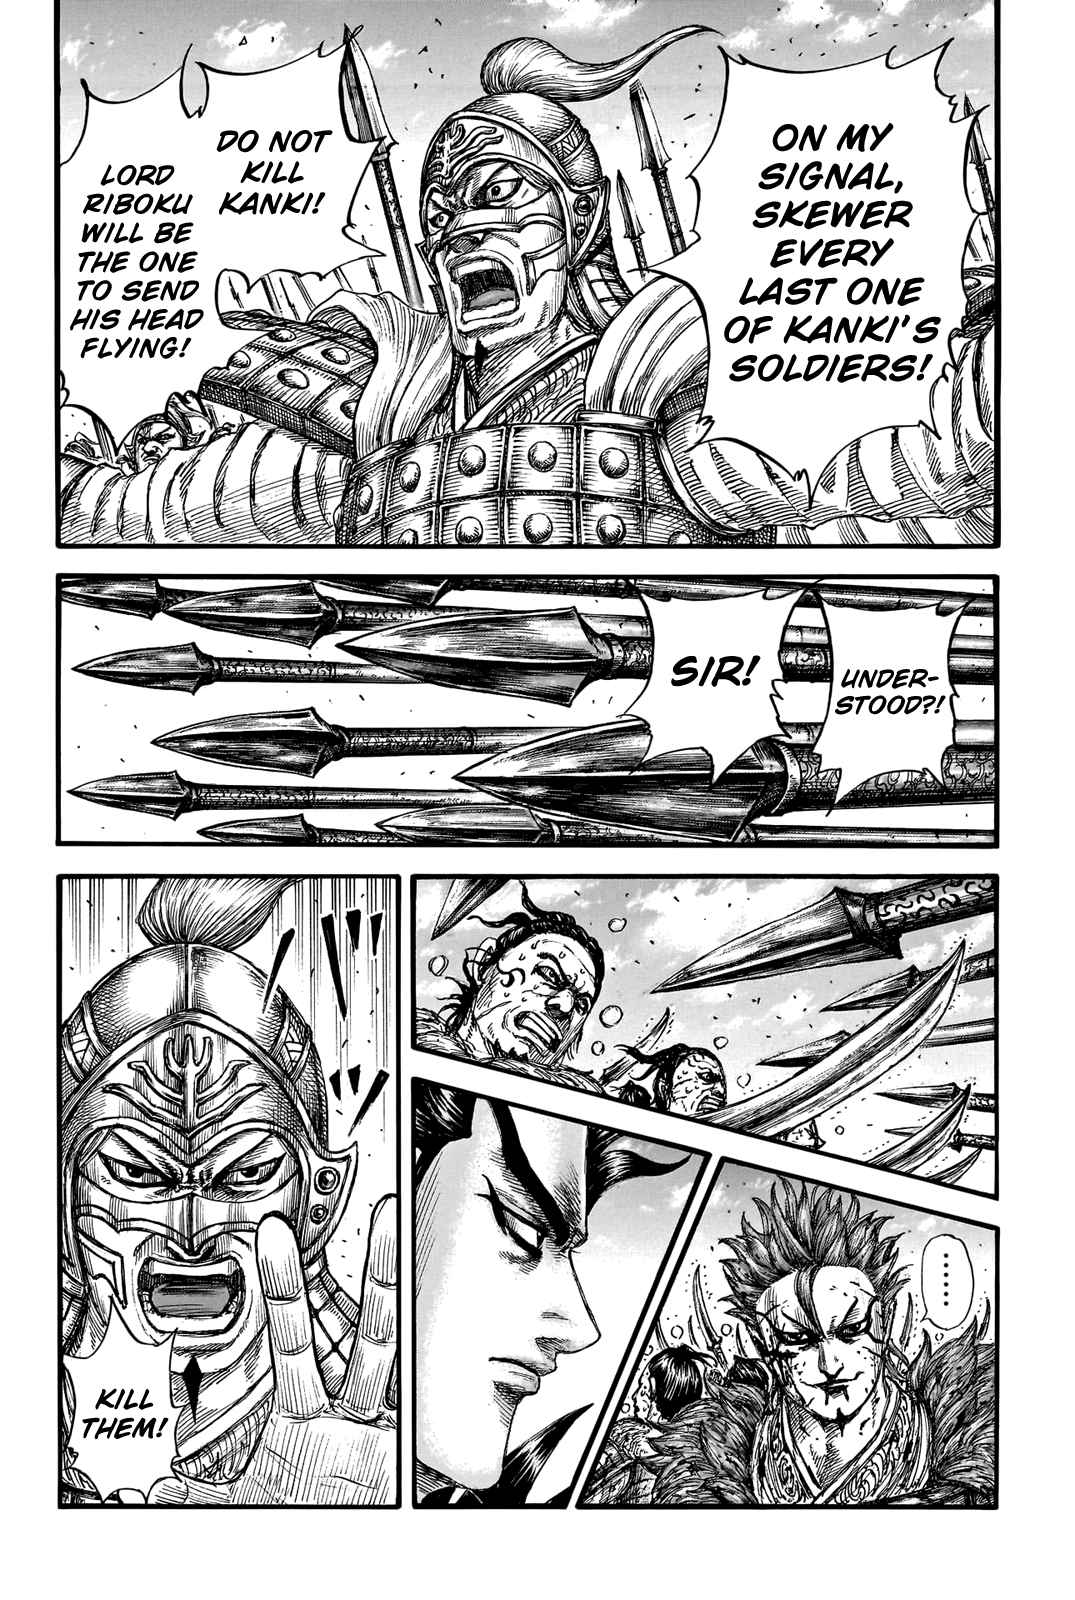 ON MY
SIGNAL,
SKEWER
EVERY
LAST ONE
OF KANKI'S
SOLDIERS!
DO NOT
KILL
KANKI!
LORD
RIBOKU
WILL BE
THE ONE
TO SEND
HIS HEAD
FLYING!
UNDER-
STOOD?!
SIR!
......
KILL
THEM!